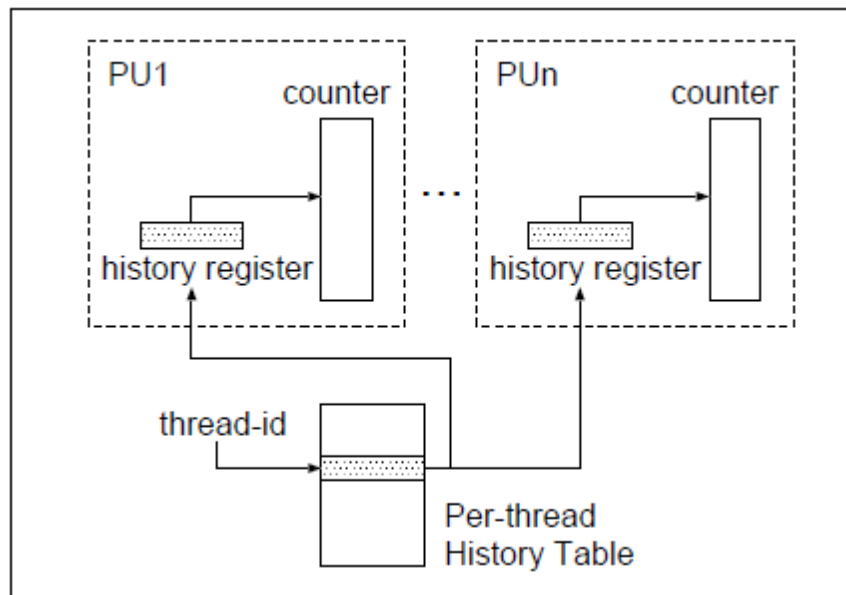 PU1
counter
history register
...
PUn
counter
history register
thread-id
Per-thread
History Table